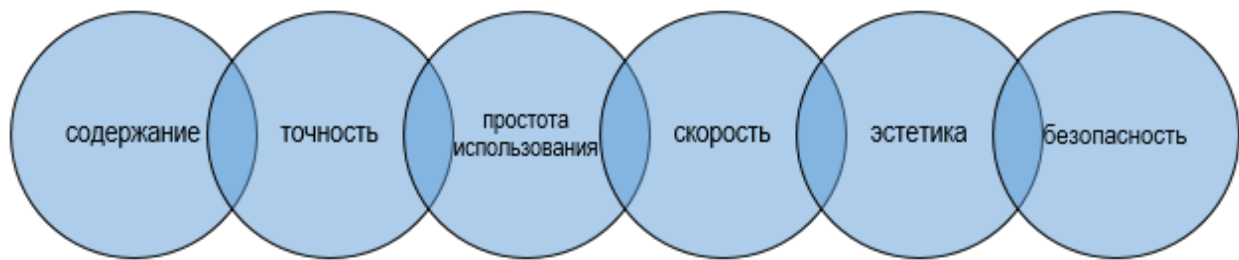 содержание
точность
простота
использования
скорость
эстетика
безопасность